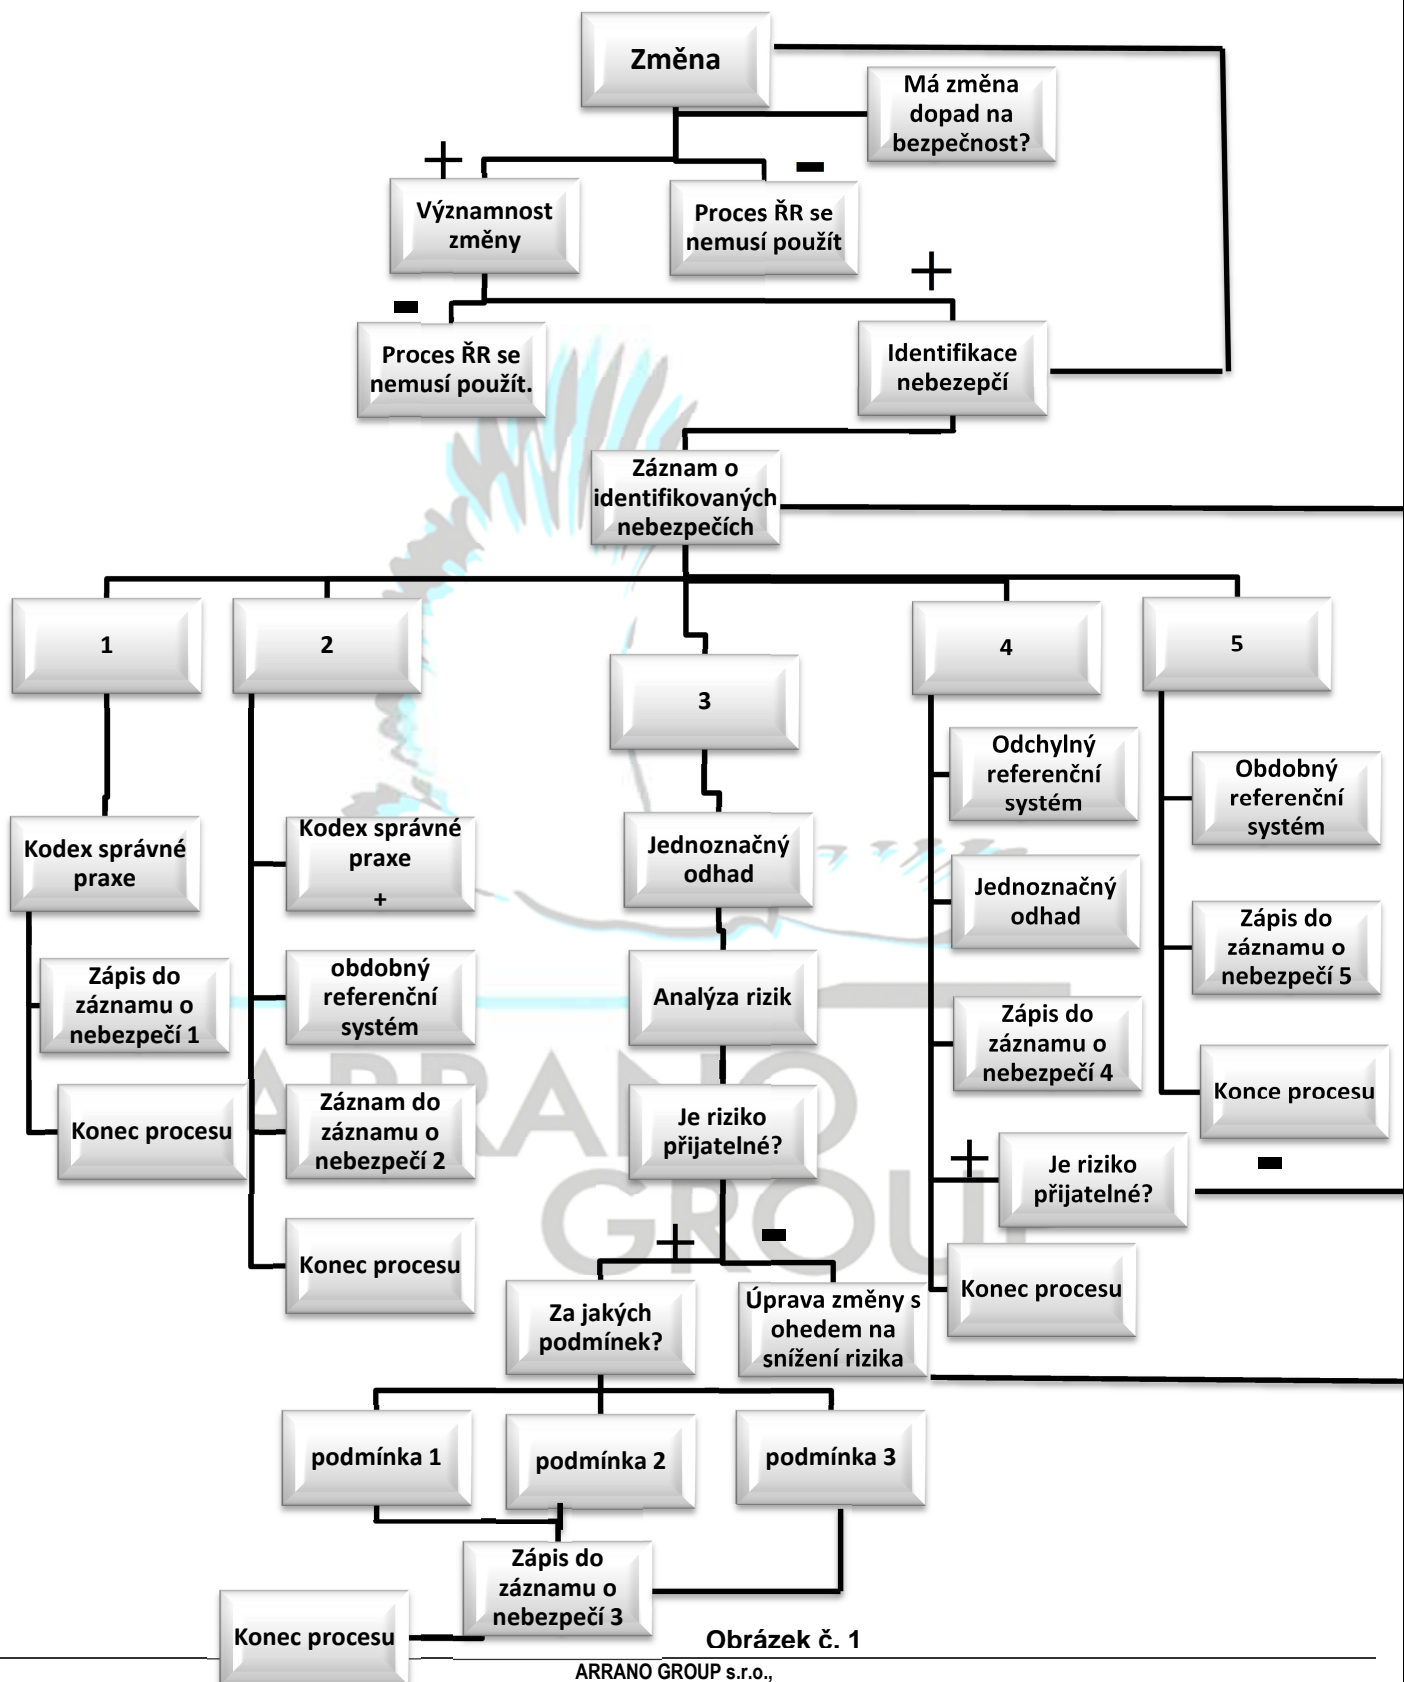 Změna
Má změna
dopad na
bezpečnost?
+
-
Významnost
změny
Proces ŘR se
nemusí použít
-
+
Proces ŘR se
nemusí použít.
Identifikace
nebezepčí
Záznam o
identifikovaných
nebezpečích
1
2
3
4
5
Kodex správné
praxe
Zápis do
záznamu o
nebezpečí 1
Konec procesu
Kodex správné
praxe
+
obdobný
referenční
systém
Záznam do
záznamu o
nebezpečí 2
Konec procesu
Jednoznačný
odhad
Analýza rizik
Je riziko
přijatelné?
+
-
Za jakých
podmínek?
Úprava změny s
ohedem na
snížení rizika
podmínka 1
podmínka 2
podmínka 3
Zápis do
záznamu o
nebezpečí 3
Konec procesu
Odchylný
referenční
systém
Jednoznačný
odhad
Zápis do
záznamu o
nebezpečí 4
+
Je riziko
přijatelné?
-
Konec procesu
Obdobný
referenční
systém
Zápis do
záznamu o
nebezpečí 5
Konce procesu
ARRANO
GROUP
Obrázek č. 1
ARRANO GROUP s.r.o.,